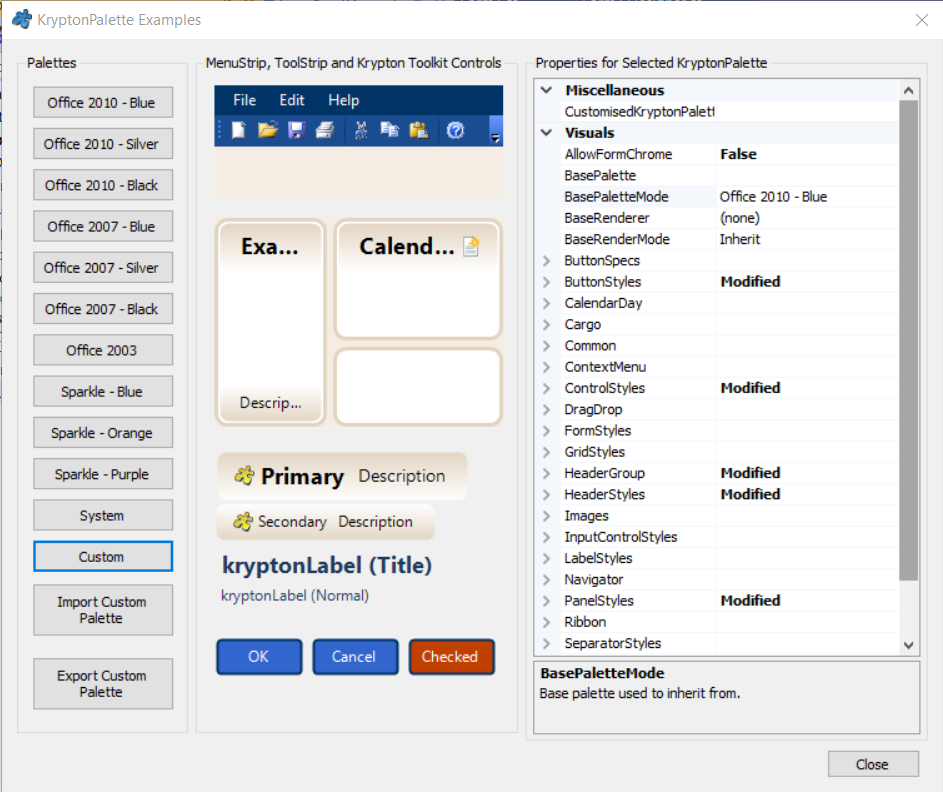 KryptonPalette Examples
Palettes
Office 2010 - Blue
Office 2010 - Silver
Office 2010 - Black
Office 2007 - Blue
Office 2007 - Silver
Office 2007 - Black
Office 2003
Sparkle - Blue
Sparkle - Orange
Sparkle - Purple
System
Custom
Import Custom
Palette
Export Custom
Palette
MenuStrip, ToolStrip and Krypton Toolkit Controls
File Edit Help
Exa...
Descrip...
Calend...
Primary Description
Secondary Description
kryptonLabel (Title)
kryptonLabel (Normal)
OK Cancel Checked
Properties for Selected KryptonPalette
Miscellaneous
CustomisedKryptonPalett
Visuals
AllowFormChrome False
BasePalette
BasePaletteMode Office 2010 - Blue
BaseRenderer (none)
BaseRenderMode Inherit
ButtonSpecs
ButtonStyles Modified
CalendarDay
Cargo
Common
ContextMenu
ControlStyles Modified
DragDrop
FormStyles
GridStyles
HeaderGroup Modified
HeaderStyles Modified
Images
InputControlStyles
LabelStyles
Navigator
PanelStyles Modified
Ribbon
SeparatorStyles
BasePaletteMode
Base palette used to inherit from.
Close